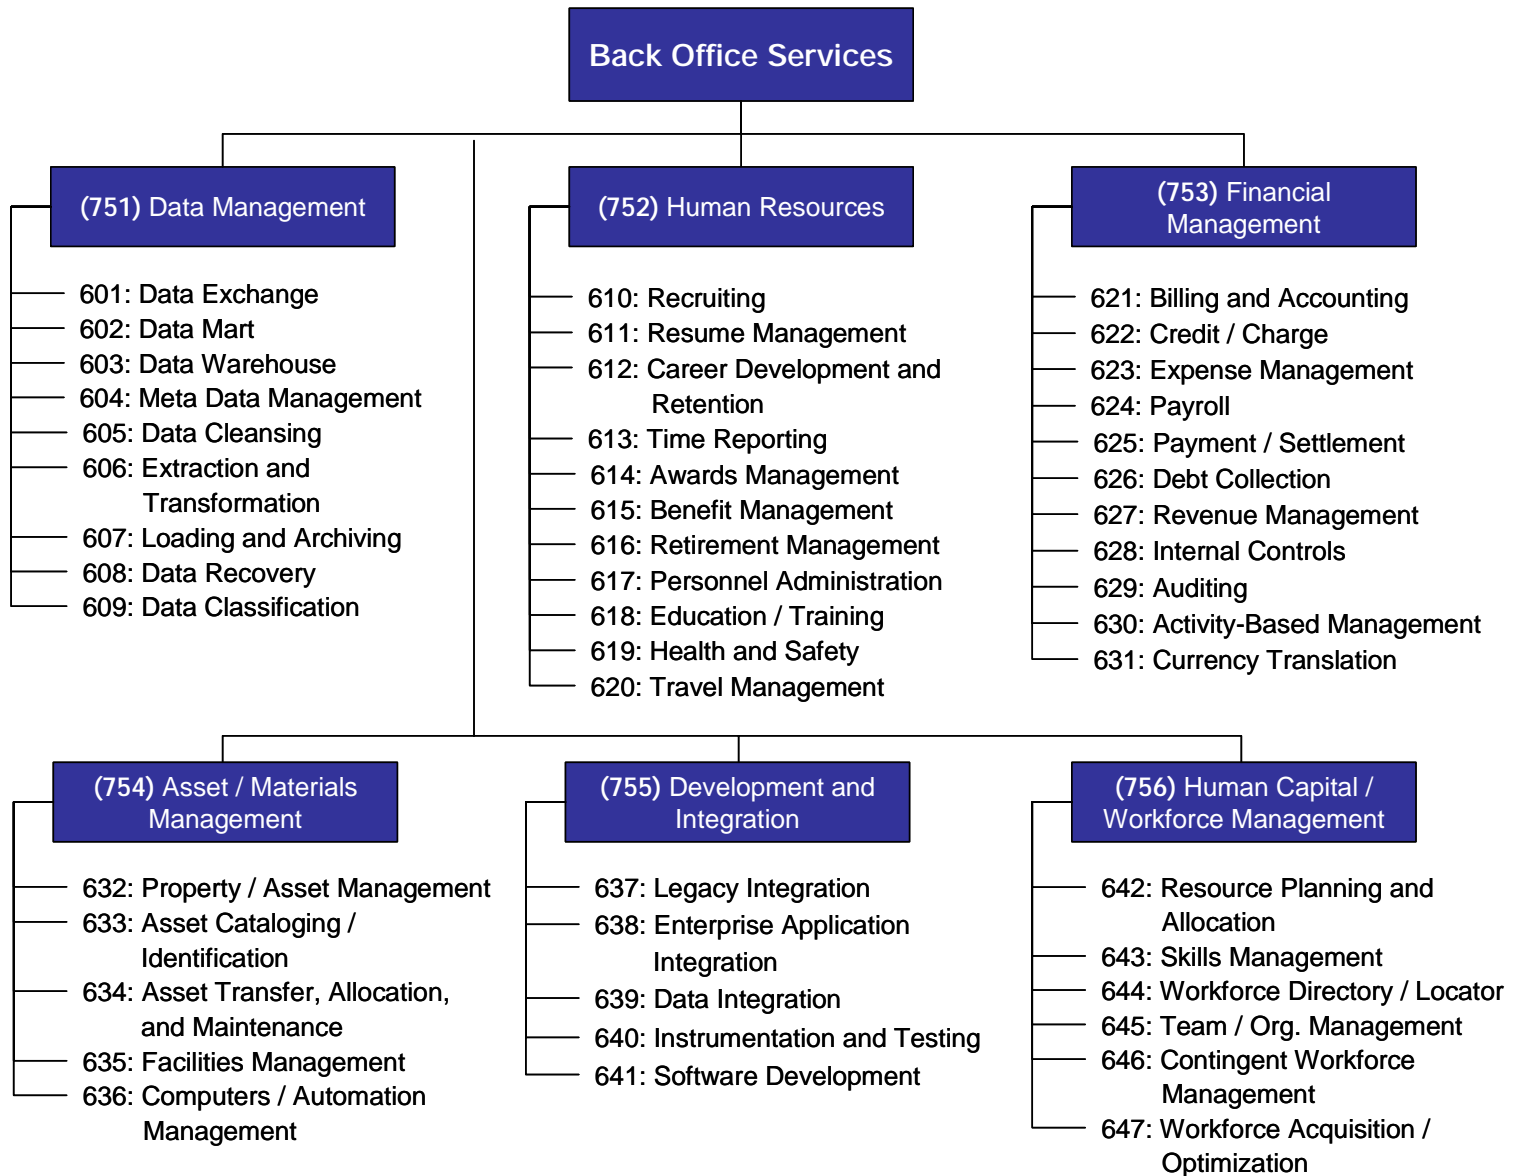 Back Office Services
(751) Data Management
601: Data Exchange
602: Data Mart
603: Data Warehouse
604: Meta Data Management
605: Data Cleansing
606: Extraction and
Transformation
607: Loading and Archiving
608: Data Recovery
609: Data Classification
(752) Human Resources
610: Recruiting
611: Resume Management
612: Career Development and
Retention
613: Time Reporting
614: Awards Management
615: Benefit Management
616: Retirement Management
617: Personnel Administration
618: Education / Training
619: Health and Safety
620: Travel Management
(753) Financial
Management
621: Billing and Accounting
622: Credit / Charge
623: Expense Management
624: Payroll
625: Payment / Settlement
626: Debt Collection
627: Revenue Management
628: Internal Controls
629: Auditing
630: Activity-Based Management
631: Currency Translation
(754) Asset / Materials
Management
632: Property / Asset Management
633: Asset Cataloging /
Identification
634: Asset Transfer, Allocation,
and Maintenance
635: Facilities Management
636: Computers / Automation
Management
(755) Development and
Integration
637: Legacy Integration
638: Enterprise Application
Integration
639: Data Integration
640: Instrumentation and Testing
641: Software Development
(756) Human Capital /
Workforce Management
642: Resource Planning and
Allocation
643: Skills Management
644: Workforce Directory / Locator
645: Team / Org. Management
646: Contingent Workforce
Management
647: Workforce Acquisition /
Optimization